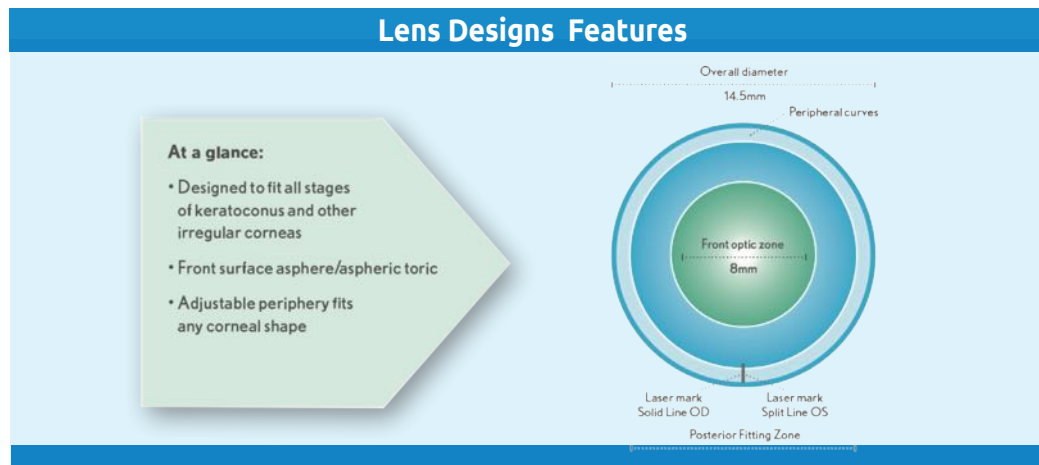 Lens Designs Features
At a glance:
• Designed to fit all stages
of keratoconus and other
irregular corneas
• Front surface asphere/aspheric toric
• Adjustable periphery fits
any corneal shape
Overall diameter
14.5mm
Peripheral curves
Front optic zone
8mm
Laser mark
Solid Line OD
Laser mark
Split Line OS
Posterior Fitting Zone